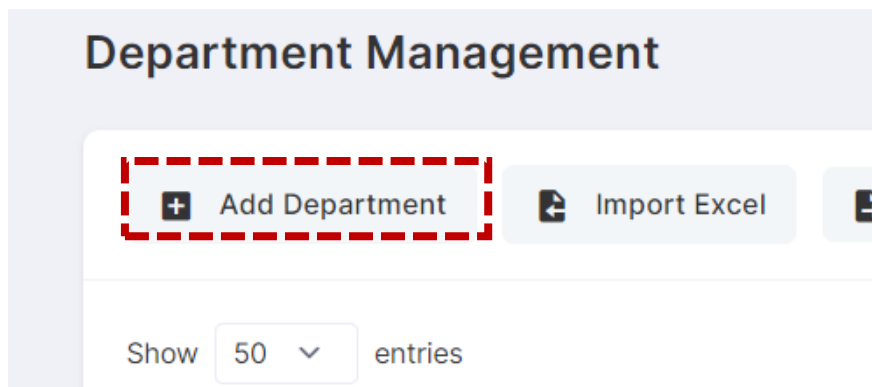 Department Management
Add Department Import Excel
Show 50 entries